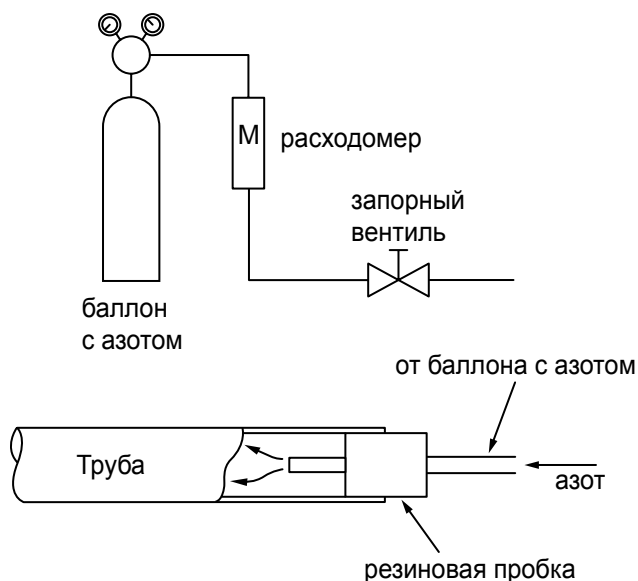 М
расходомер
запорный
вентиль
баллон
с азотом
от баллона с азотом
Труба
азот
резиновая пробка